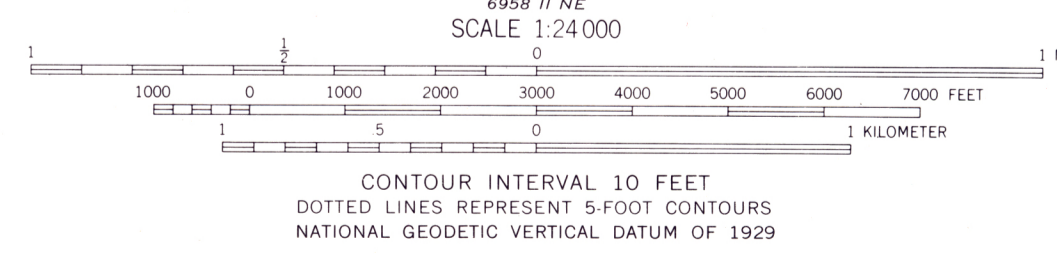 6958 II NE
SCALE 1:24 000
1 ½ 0 1
1000 0 1000 2000 3000 4000 5000 6000 7000 FEET
1 .5 0 1 KILOMETER
CONTOUR INTERVAL 10 FEET
DOTTED LINES REPRESENT 5-FOOT CONTOURS
NATIONAL GEODETIC VERTICAL DATUM OF 1929